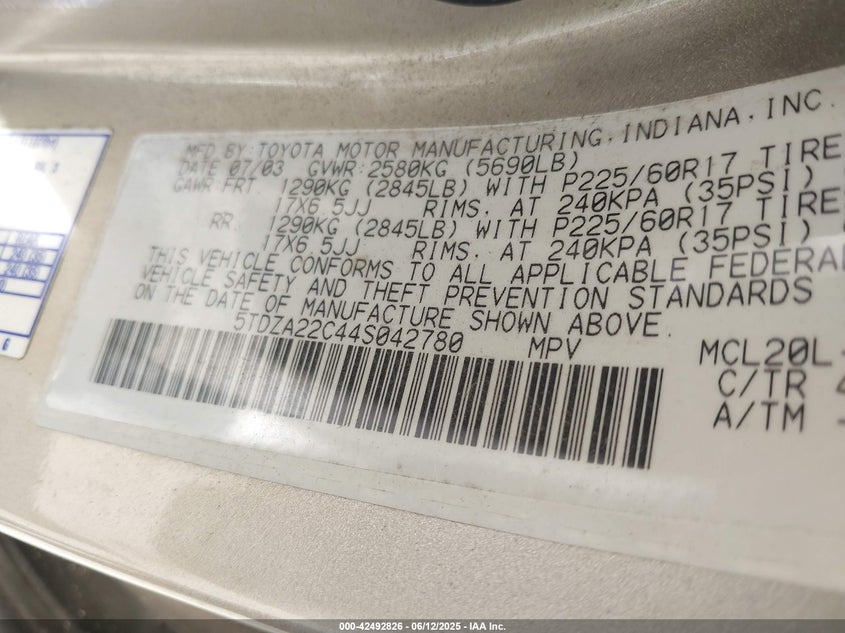 MFD.BY:TOYOTA MOTOR MANUFACTURING,INDIANA,INC.
DATE 07/03 GVWR:2580KG (5690LB)
GAWR:FRT. 1290KG (2845LB) WITH P225/60R17 TIRE
17X6.5JJ RIMS. AT 240KPA (35PSI)
RR. 1290KG (2845LB) WITH P225/60R17 TIRE
17X6.5JJ RIMS. AT 240KPA (35PSI)
THIS VEHICLE CONFORMS TO ALL APPLICABLE FEDERAL
VEHICLE SAFETY AND THEFT PREVENTION STANDARDS
ON THE DATE OF MANUFACTURE SHOWN ABOVE.
5TDZA22C44S042780 MPV MCL20L-
C/TR 4
A/TM -
000-42492826 - 06/12/2025 - IAA Inc.